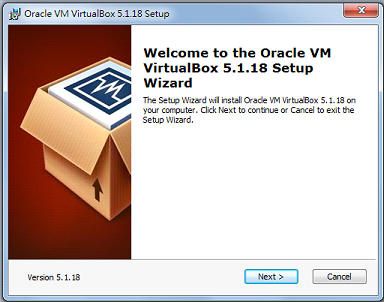 Oracle VM VirtualBox 5.1.18 Setup
Welcome to the Oracle VM
VirtualBox 5.1.18 Setup
Wizard
The Setup Wizard will install Oracle VM VirtualBox 5.1.18 on
your computer. Click Next to continue or Cancel to exit the
Setup Wizard.
Version 5.1.18
Next >
Cancel